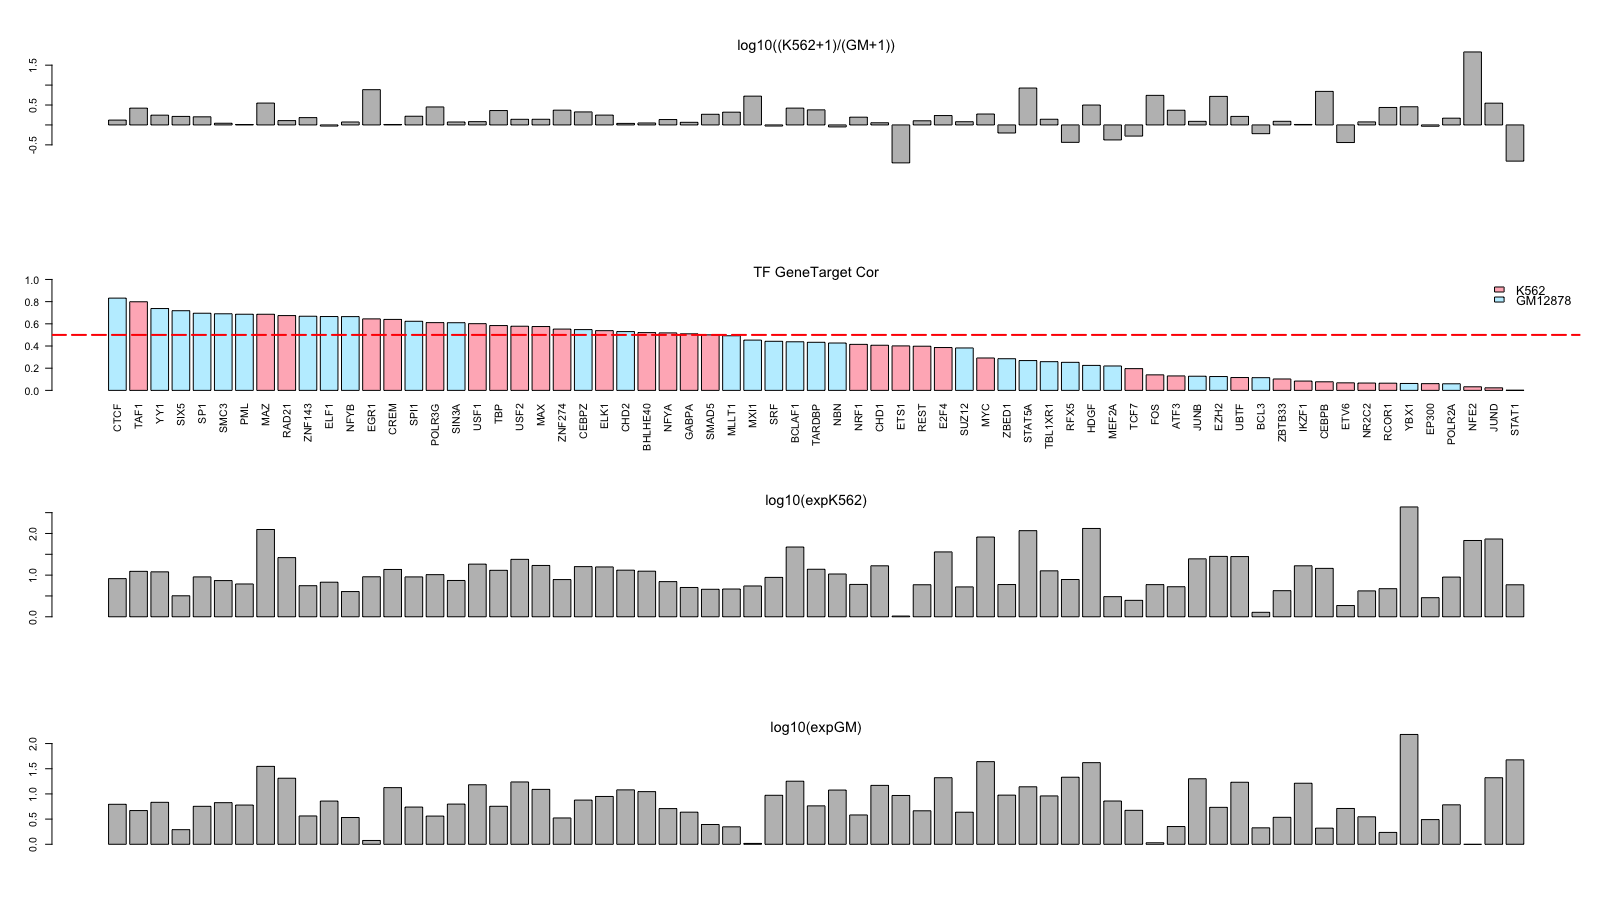 log10((K562+1)/(GM+1))
1.5
0.5
-0.5
TF GeneTarget Cor
1.0
0.8
0.6
0.4
0.2
0.0
K562
GM12878
CTCF
TAF1
YY1
SIX5
SP1
SMC3
PML
MAZ
RAD21
ZNF143
ELF1
NFYB
EGR1
CREM
SPI1
POLR3G
SIN3A
USF1
TBP
USF2
MAX
ZNF274
CEBPZ
ELK1
CHD2
BHLHE40
NFYA
GABPA
SMAD5
MLLT1
MXI1
SRF
BCLAF1
TARDBP
NBN
NRF1
CHD1
ETS1
REST
E2F4
SUZ12
MYC
ZBED1
STAT5A
TBL1XR1
RFX5
HDGF
MEF2A
TCF7
FOS
ATF3
JUNB
EZH2
UBTF
BCL3
ZBTB33
IKZF1
CEBPB
ETV6
NR2C2
RCOR1
YBX1
EP300
POLR2A
NFE2
JUND
STAT1
log10(expK562)
2.0
1.0
0.0
log10(expGM)
2.0
1.5
1.0
0.5
0.0